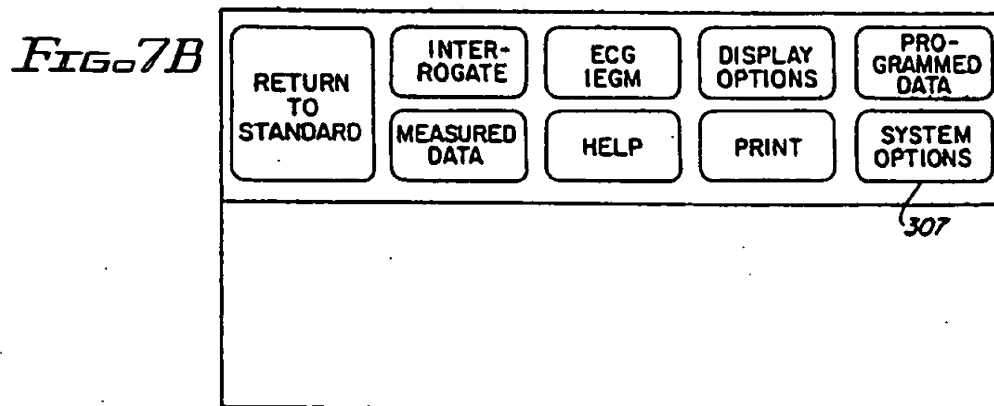 FIG. 7B
RETURN
TO
STANDARD
INTER-
ROGATE
ECG
IEGM
DISPLAY
OPTIONS
PRO-
GRAMMED
DATA
MEASURED
DATA
HELP
PRINT
SYSTEM
OPTIONS
307